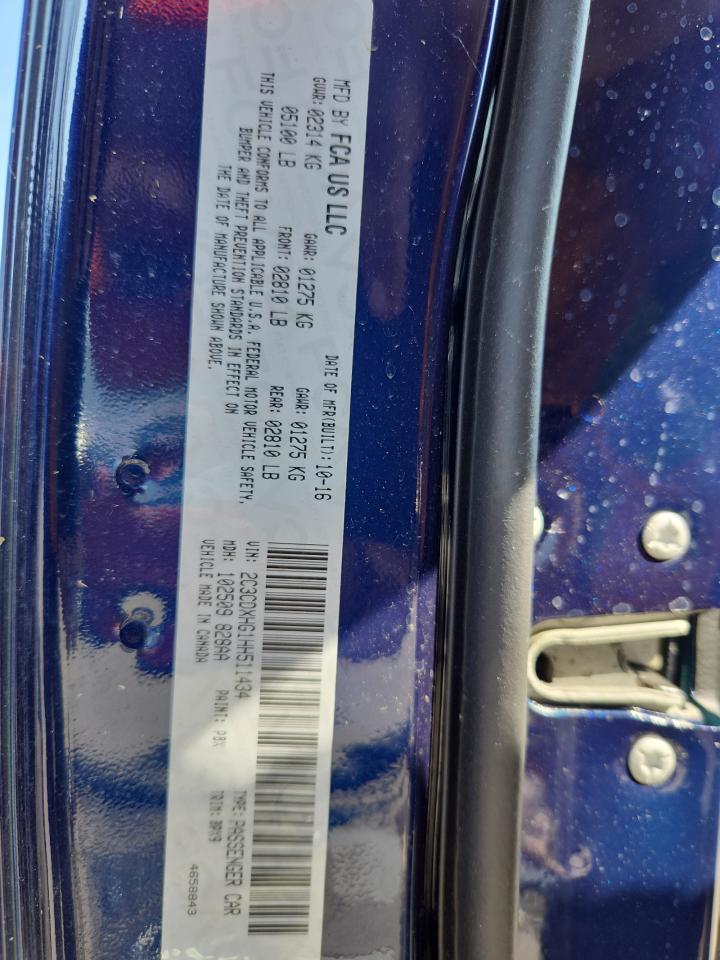 MFD BY FCA US LLC
DATE OF MFR(BUILT): 10-16
GVWR: 02314 KG
GAWR: 01275 KG
GAWR: 01275 KG
05100 LB
FRONT: 02810 LB
REAR: 02810 LB
THIS VEHICLE CONFORMS TO ALL APPLICABLE U.S.A. FEDERAL MOTOR VEHICLE SAFETY,
BUMPER AND THEFT PREVENTION STANDARDS IN EFFECT ON
THE DATE OF MANUFACTURE SHOWN ABOVE.
VIN: 2C3CDXHG1HH511434
TYPE: PASSENGER CAR
MDH: 102509 828AA
PAINT: PBX
TRIM:
VEHICLE MADE IN CANADA
4658843